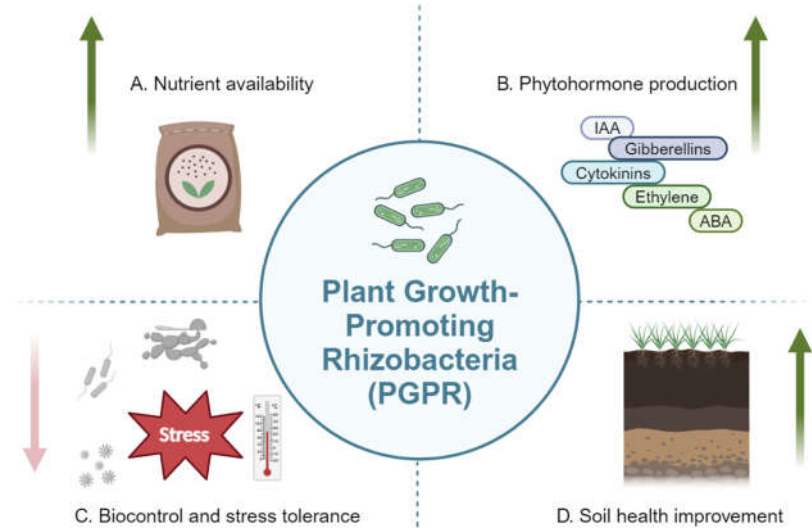 A. Nutrient availability
B. Phytohormone production
IAA
Gibberellins
Cytokinins
Ethylene
ABA
Plant Growth-
Promoting
Rhizobacteria
(PGPR)
Stress
C. Biocontrol and stress tolerance
D. Soil health improvement